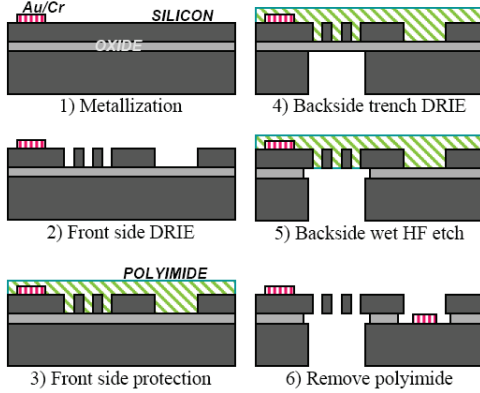 Au/Cr
SILICON
OXIDE
1) Metallization
2) Front side DRIE
POLYIMIDE
3) Front side protection
4) Backside trench DRIE
5) Backside wet HF etch
6) Remove polyimide